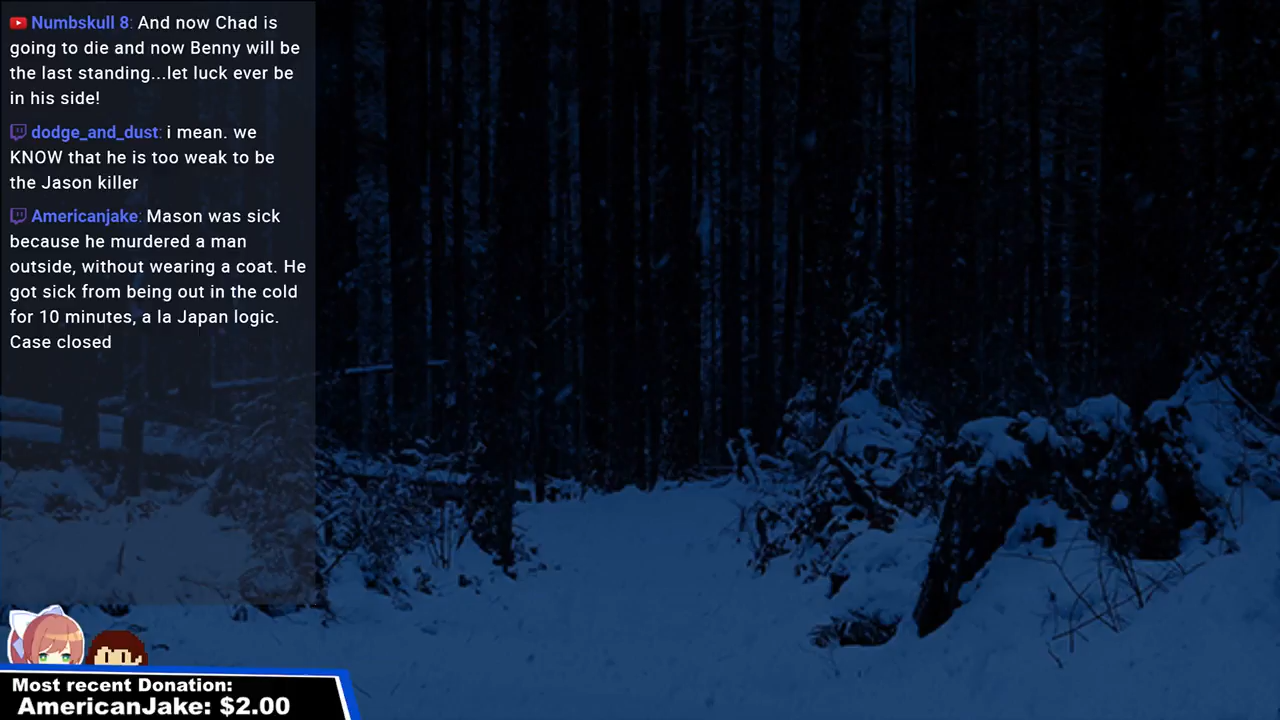 Numbskull 8: And now Chad is
going to die and now Benny will be
the last standing...let luck ever be
in his side!
dodge_and_dust: i mean. we
KNOW that he is too weak to be
the Jason killer
Americanjake: Mason was sick
because he murdered a man
outside, without wearing a coat. He
got sick from being out in the cold
for 10 minutes, a la Japan logic.
Case closed
Most recent Donation:
AmericanJake: $2.00